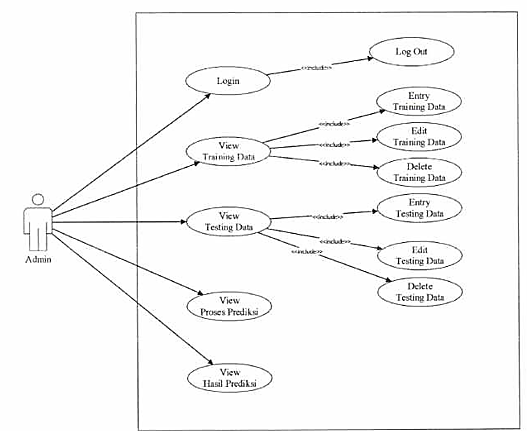 Log Out
<<include>>
Login
Entry
Training Data
<<include>>
View
Training Data
<<include>>
Edit
Training Data
<<include>>
Delete
Training Data
Entry
Testing Data
View
Testing Data
<<include>>
<<include>>
<<include>>
Edit
Testing Data
Admin
Delete
Testing Data
View
Proses Prediksi
View
Hasil Prediksi